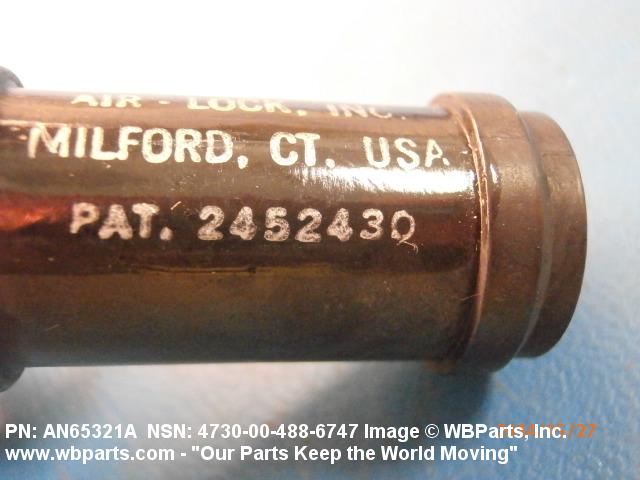 AIR - LOCK, INC.
MILFORD, CT. USA
PAT. 2452430
PN: AN65321A NSN: 4730-00-488-6747 Image © WBParts, Inc.
www.wbparts.com - "Our Parts Keep the World Moving"